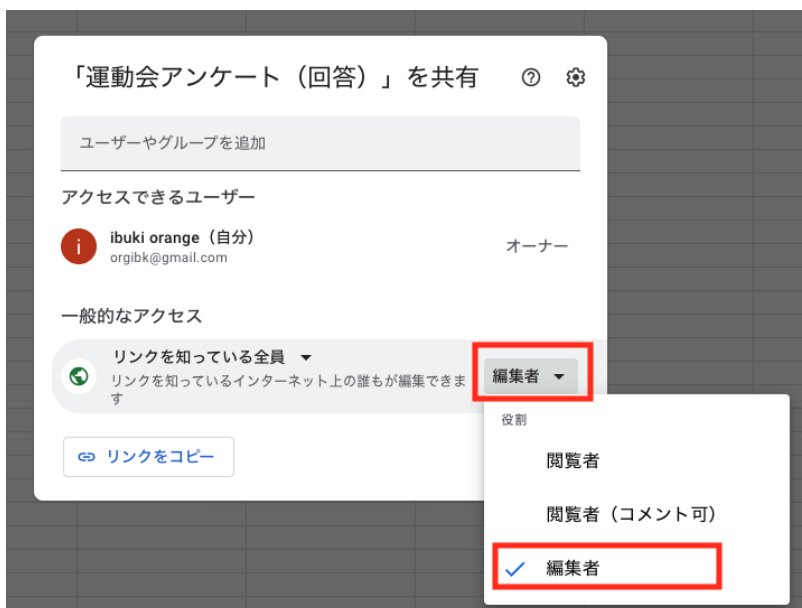 「運動会アンケート（回答）」を共有
ユーザーやグループを追加
アクセスできるユーザー
i
ibuki orange（自分）
orgibk@gmail.com
オーナー
一般的なアクセス
リンクを知っている全員
リンクを知っているインターネット上の誰もが編集できま
す
編集者
役割
閲覧者
閲覧者（コメント可）
編集者
リンクをコピー